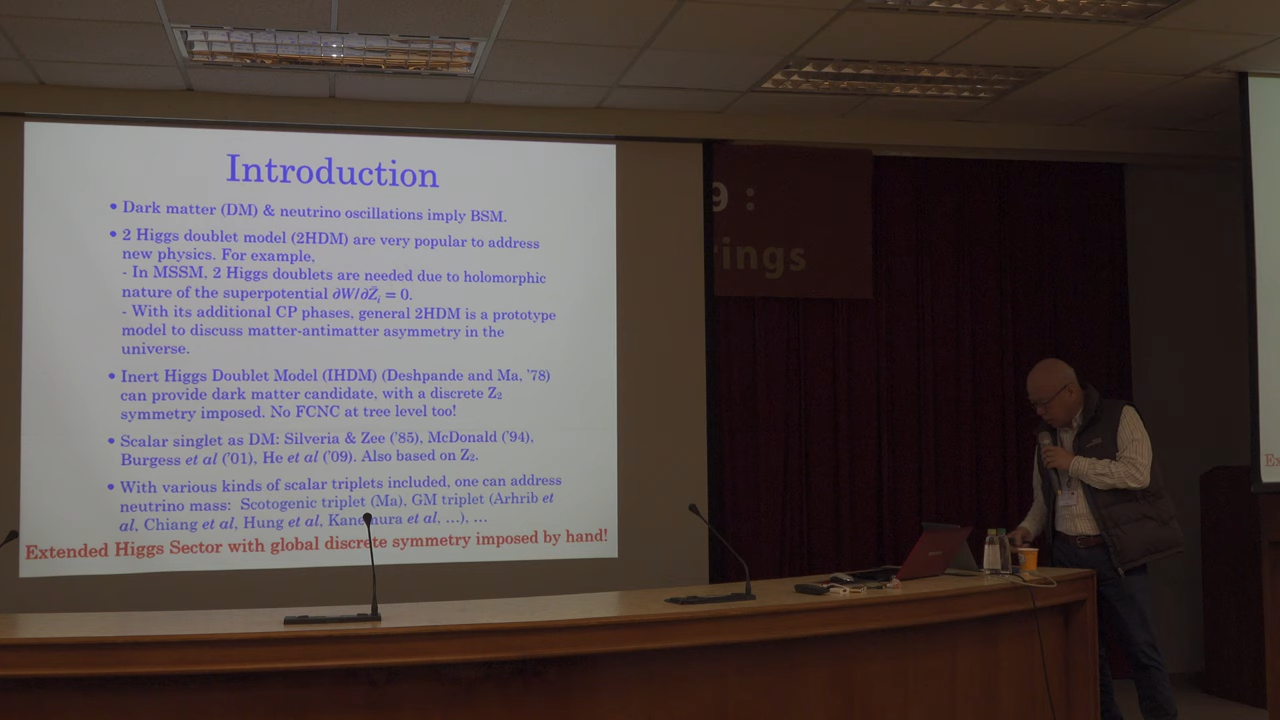 Introduction
• Dark matter (DM) & neutrino oscillations imply BSM.
• 2 Higgs doublet model (2HDM) are very popular to address
new physics. For example,
- In MSSM, 2 Higgs doublets are needed due to holomorphic
nature of the superpotential ∂W/∂Z̄ᵢ = 0.
- With its additional CP phases, general 2HDM is a prototype
model to discuss matter-antimatter asymmetry in the
universe.
• Inert Higgs Doublet Model (IHDM) (Deshpande and Ma, '78)
can provide dark matter candidate, with a discrete Z₂
symmetry imposed. No FCNC at tree level too!
• Scalar singlet as DM: Silveria & Zee ('85), McDonald ('94),
Burgess et al ('01), He et al ('09). Also based on Z₂.
• With various kinds of scalar triplets included, one can address
neutrino mass: Scotogenic triplet (Ma), GM triplet (Arhrib et
al, Chiang et al, Hung et al, Kanemura et al, ...), ...
Extended Higgs Sector with global discrete symmetry imposed by hand!
9 :
rings
Ex